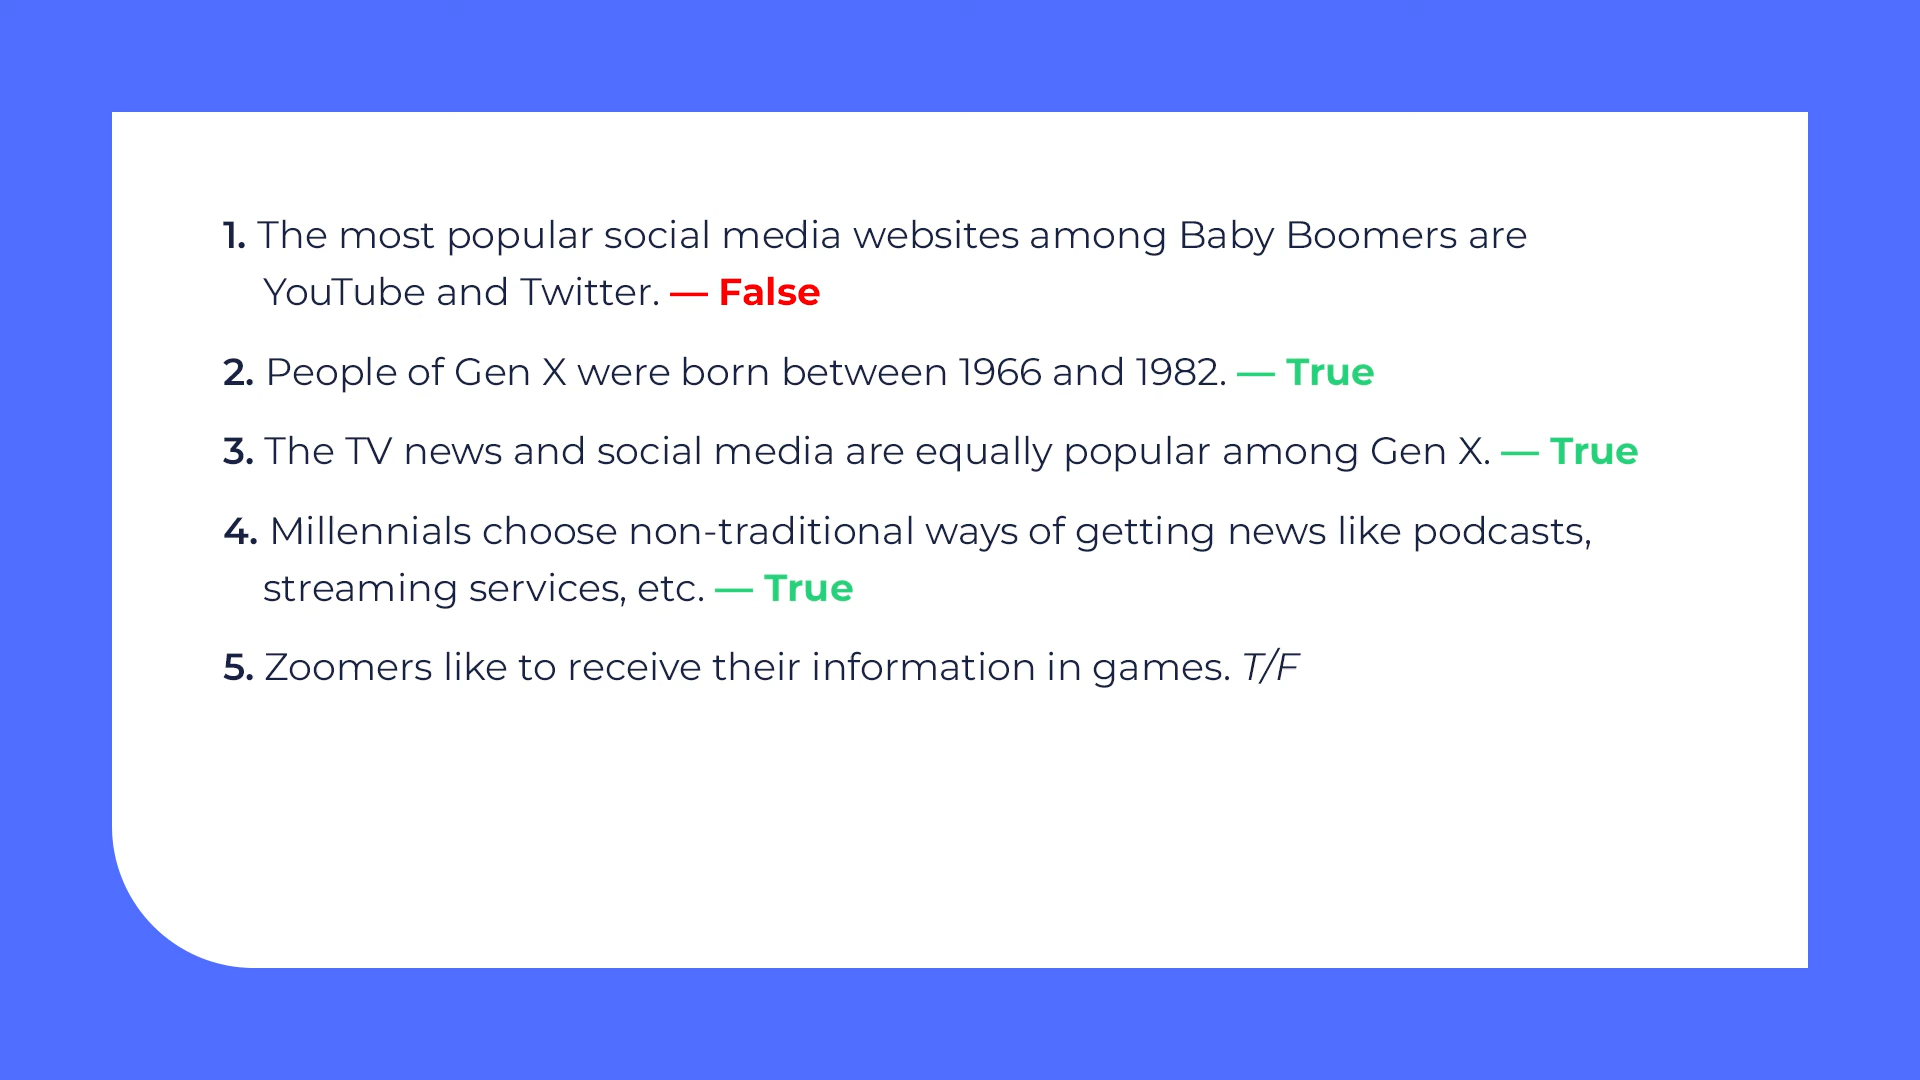 1. The most popular social media websites among Baby Boomers are
YouTube and Twitter. — False
2. People of Gen X were born between 1966 and 1982. — True
3. The TV news and social media are equally popular among Gen X. — True
4. Millennials choose non-traditional ways of getting news like podcasts,
streaming services, etc. — True
5. Zoomers like to receive their information in games. T/F